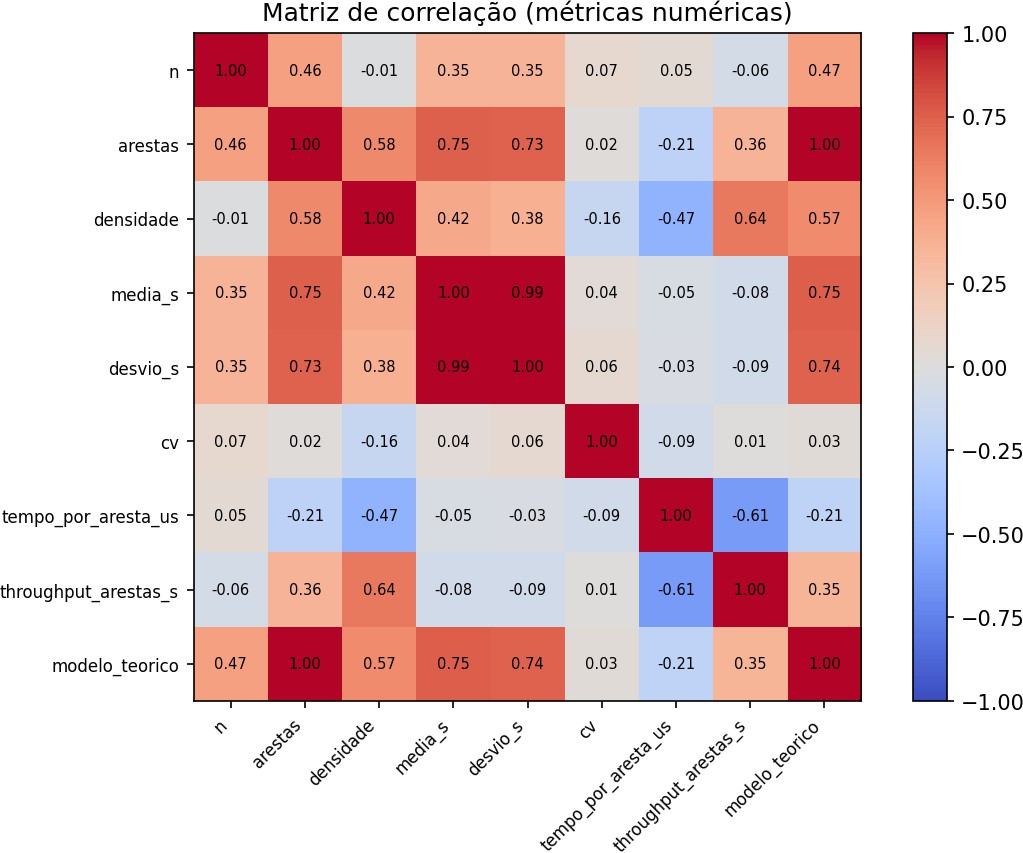 Matriz de correlação (métricas numéricas)
n 1.00 0.46 -0.01 0.35 0.35 0.07 0.05 -0.06 0.47
arestas 0.46 1.00 0.58 0.75 0.73 0.02 -0.21 0.36 1.00
densidade -0.01 0.58 1.00 0.42 0.38 -0.16 -0.47 0.64 0.57
media_s 0.35 0.75 0.42 1.00 0.99 0.04 -0.05 -0.08 0.75
desvio_s 0.35 0.73 0.38 0.99 1.00 0.06 -0.03 -0.09 0.74
cv 0.07 0.02 -0.16 0.04 0.06 1.00 -0.09 0.01 0.03
tempo_por_aresta_us 0.05 -0.21 -0.47 -0.05 -0.03 -0.09 1.00 -0.61 -0.21
throughput_arestas_s -0.06 0.36 0.64 -0.08 -0.09 0.01 -0.61 1.00 0.35
modelo_teorico 0.47 1.00 0.57 0.75 0.74 0.03 -0.21 0.35 1.00
n
arestas
densidade
media_s
desvio_s
cv
tempo_por_aresta_us
throughput_arestas_s
modelo_teorico
1.00
0.75
0.50
0.25
0.00
−0.25
−0.50
−0.75
−1.00